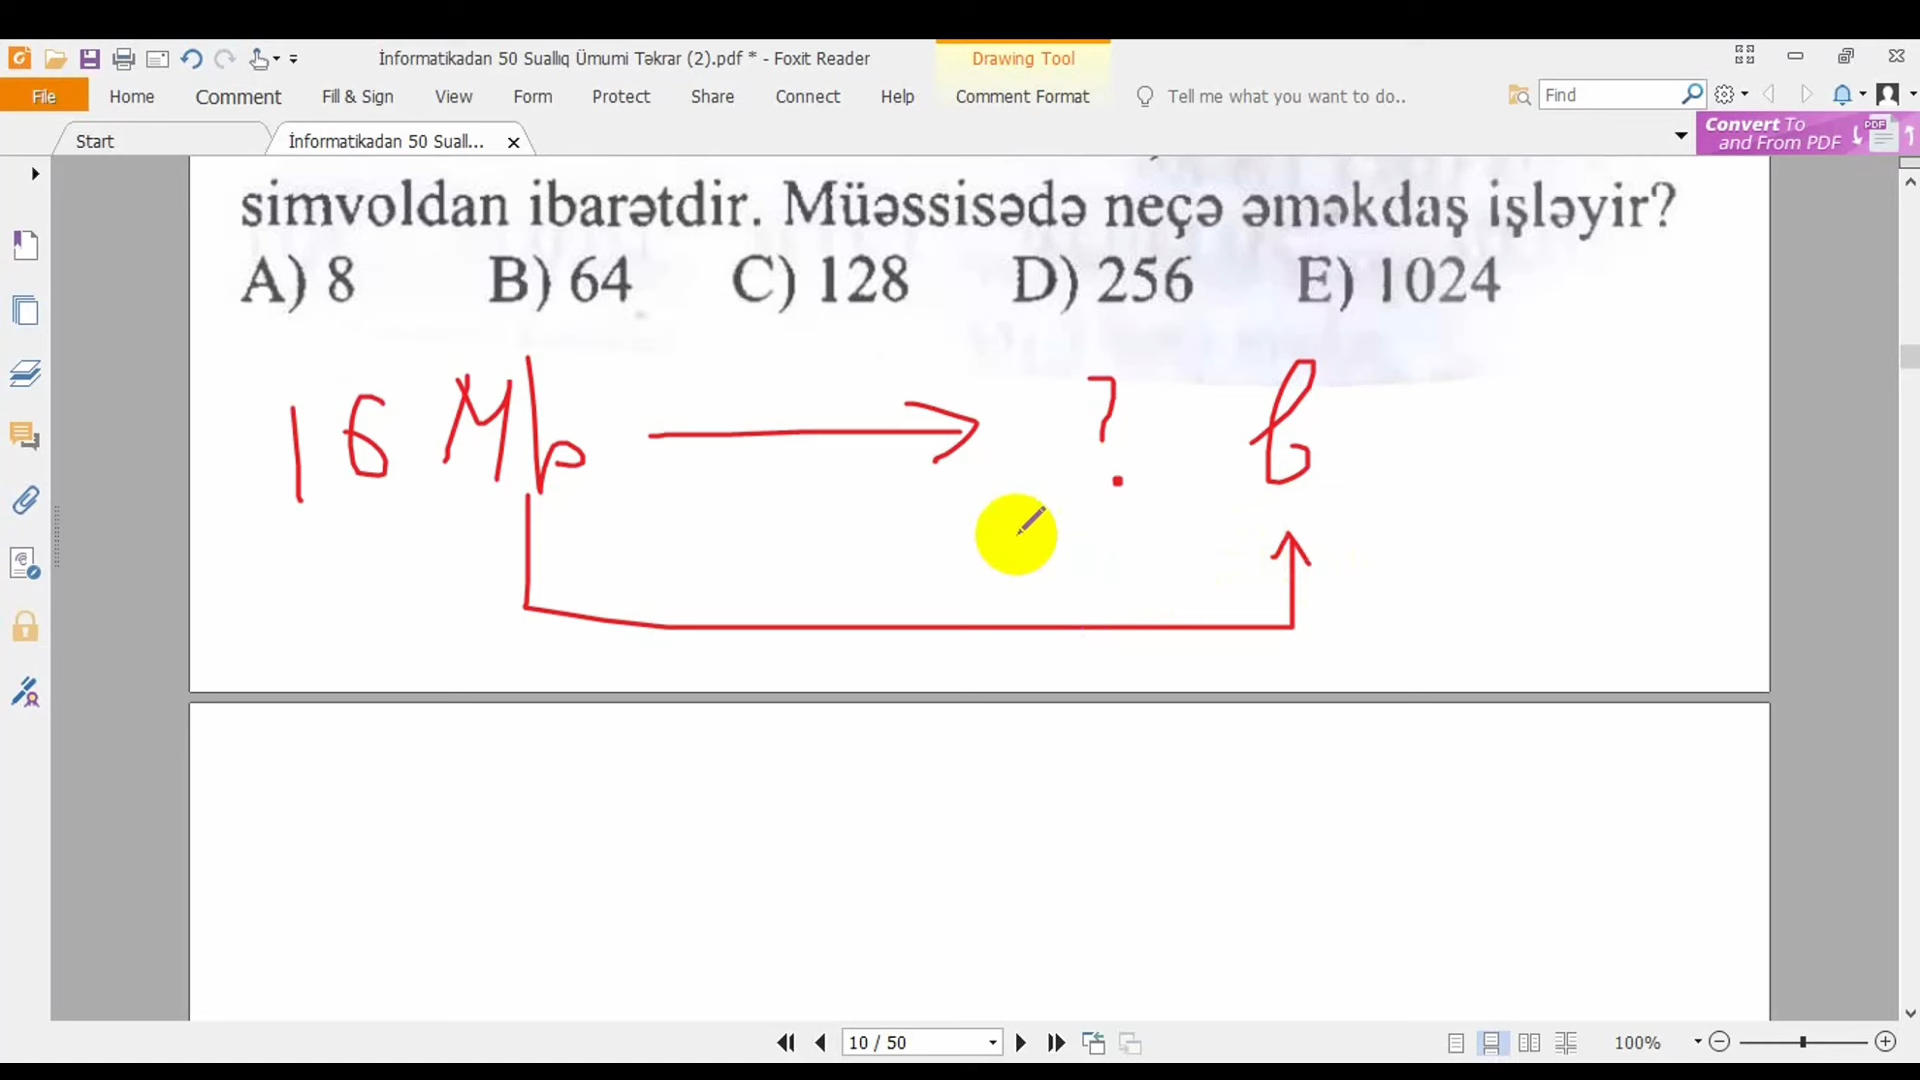 İnformatikadan 50 Suallıq Ümumi Təkrar (2).pdf * - Foxit Reader
Drawing Tool
File Home Comment Fill & Sign View Form Protect Share Connect Help Comment Format Tell me what you want to do.. Find
Start İnformatikadan 50 Suall... Convert To and From PDF
PDF
simvoldan ibarətdir. Müəssisədə neçə əməkdaş işləyir?
A) 8 B) 64 C) 128 D) 256 E) 1024
16 Mb ? b
10 / 50 100%